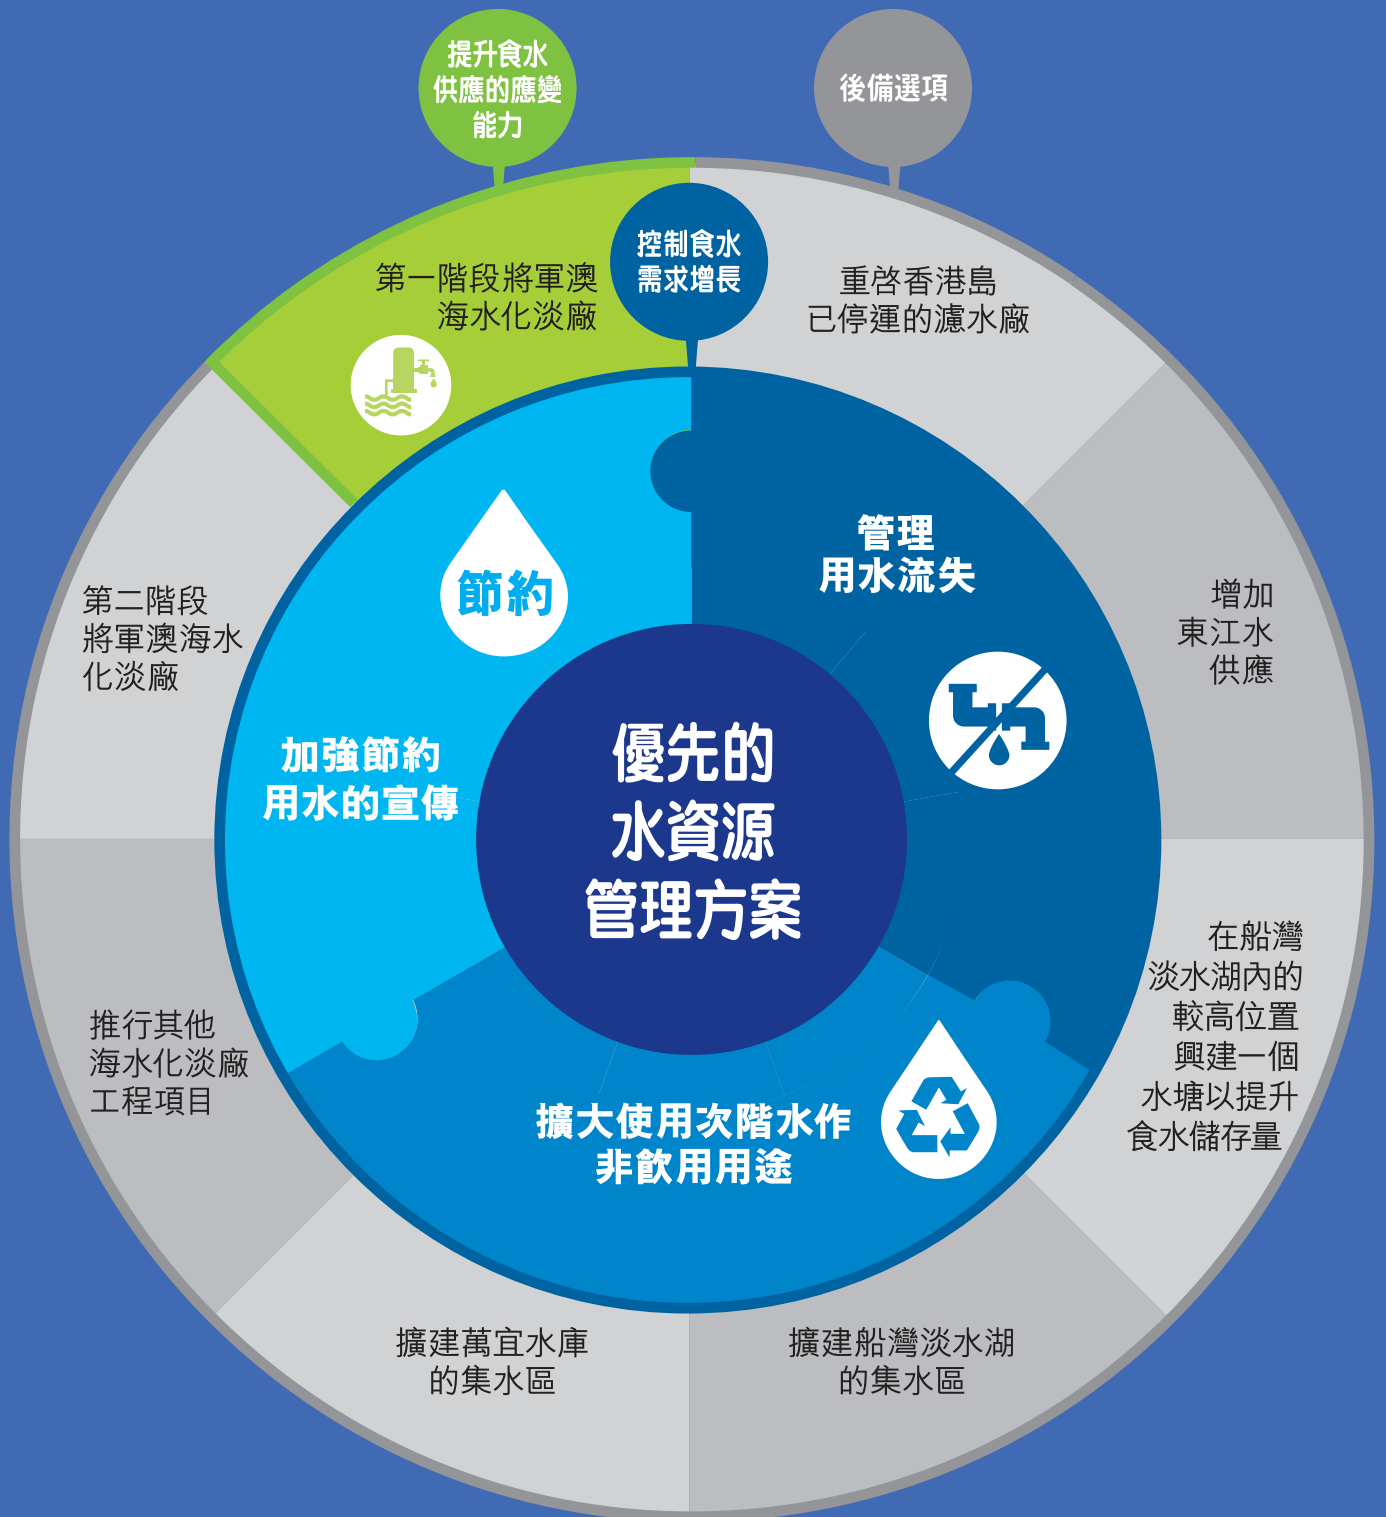 提升食水
供應的應變
能力
後備選項
控制食水
需求增長
第一階段將軍澳
海水化淡廠
重啓香港島
已停運的濾水廠
增加
東江水
供應
在船灣
淡水湖內的
較高位置
興建一個
水塘以提升
食水儲存量
擴建船灣淡水湖
的集水區
擴建萬宜水庫
的集水區
推行其他
海水化淡廠
工程項目
第二階段
將軍澳海水
化淡廠
節約
加強節約
用水的宣傳
管理
用水流失
擴大使用次階水作
非飲用用途
優先的
水資源
管理方案